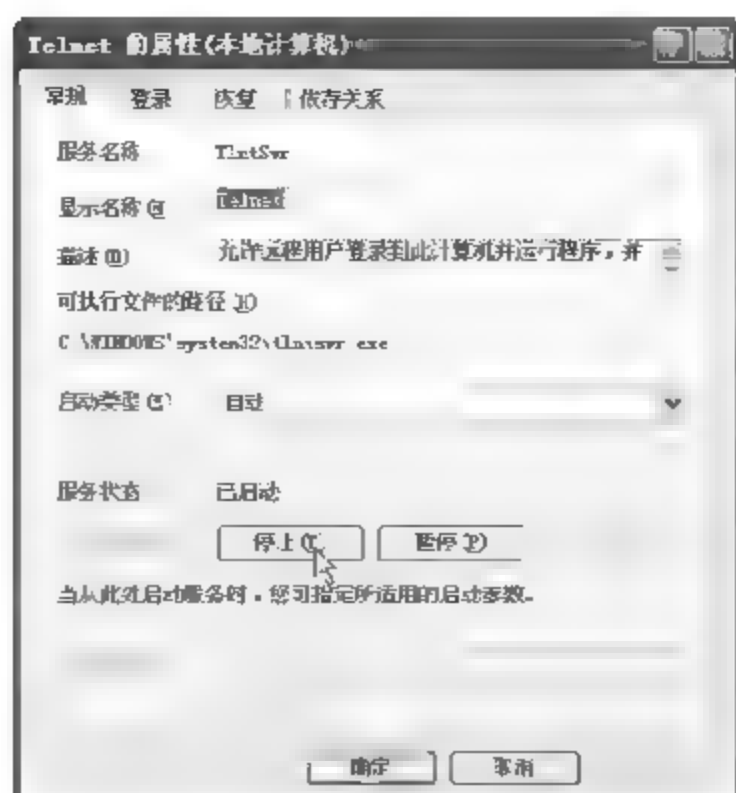 Telnet 的属性(本地计算机)
常规 登录 恢复 依存关系
服务名称 TlntSvr
显示名称(N) Telnet
描述(D) 允许远程用户登录到此计算机并运行程序，并
可执行文件的路径(H)
C:\WINDOWS\system32\tlntsvr.exe
启动类型(E) 自动
服务状态 已启动
停止(T) 暂停(P)
当从此处启动服务时，您可指定所适用的启动参数。
确定 取消